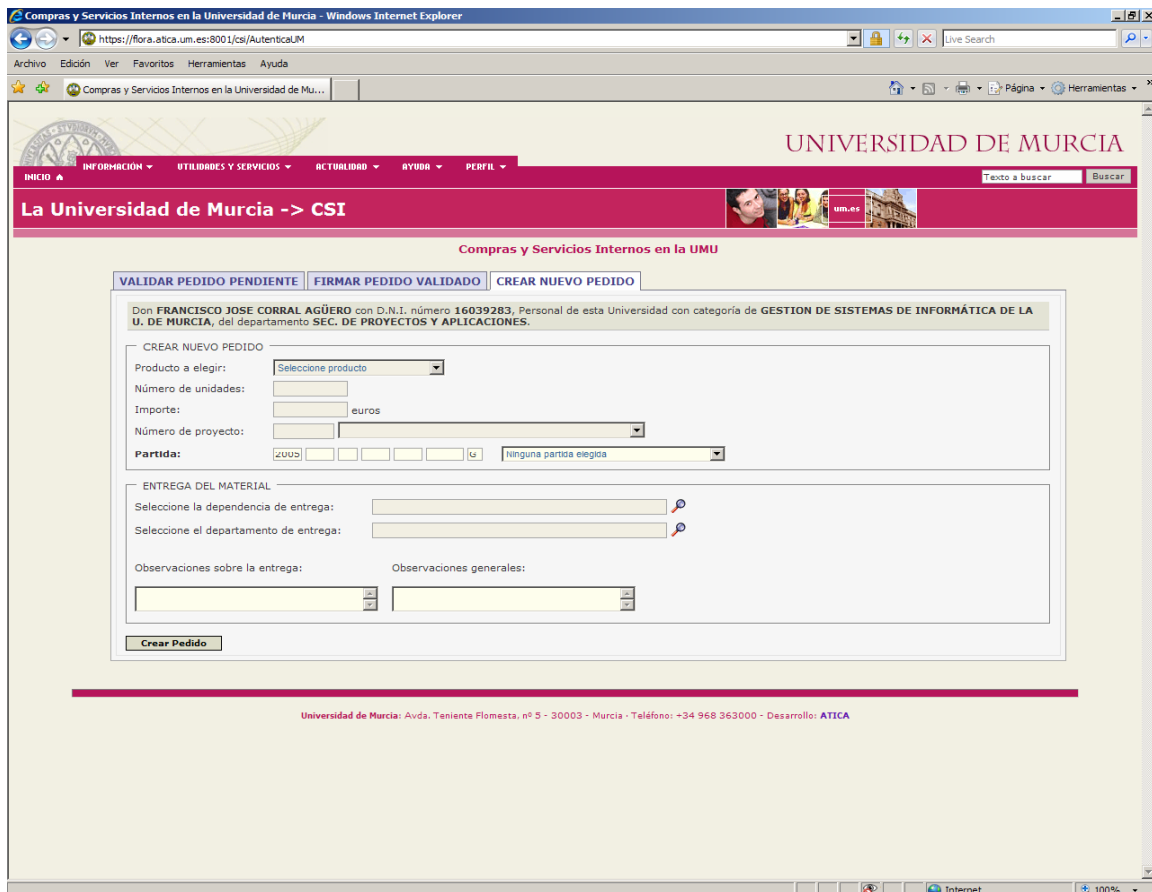 Compras y Servicios Internos en la Universidad de Murcia - Windows Internet Explorer
https://flora.atica.um.es:8001/csi/AutenticaUM
Live Search
Archivo Edición Ver Favoritos Herramientas Ayuda
Compras y Servicios Internos en la Universidad de Mu...
Página Herramientas
UNIVERSIDAD DE MURCIA
INFORMACIÓN UTILIDADES Y SERVICIOS ACTUALIDAD AYUDA PERFIL
INICIO
Texto a buscar Buscar
La Universidad de Murcia -> CSI
um.es
Compras y Servicios Internos en la UMU
VALIDAR PEDIDO PENDIENTE FIRMAR PEDIDO VALIDADO CREAR NUEVO PEDIDO
Don FRANCISCO JOSE CORRAL AGÜERO con D.N.I. número 16039283, Personal de esta Universidad con categoría de GESTION DE SISTEMAS DE INFORMÁTICA DE LA
U. DE MURCIA, del departamento SEC. DE PROYECTOS Y APLICACIONES.
CREAR NUEVO PEDIDO
Producto a elegir: Seleccione producto
Número de unidades:
Importe: euros
Número de proyecto:
Partida: 2005 G Ninguna partida elegida
ENTREGA DEL MATERIAL
Seleccione la dependencia de entrega:
Seleccione el departamento de entrega:
Observaciones sobre la entrega: Observaciones generales:
Crear Pedido
Universidad de Murcia: Avda. Teniente Flomesta, nº 5 - 30003 - Murcia - Teléfono: +34 968 363000 - Desarrollo: ATICA
Internet 100%